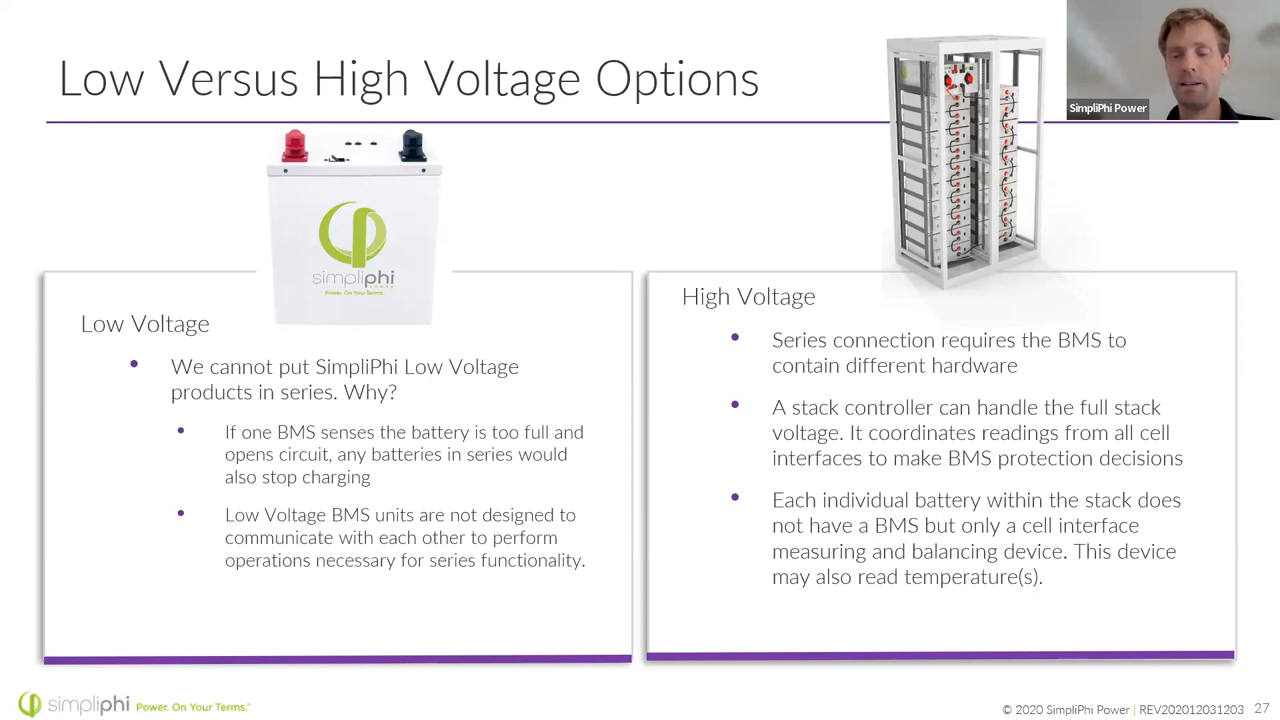 Low Versus High Voltage Options
SimpliPhi Power
simpliphi
POWER
Power. On Your Terms.
Low Voltage
• We cannot put SimpliPhi Low Voltage
products in series. Why?
• If one BMS senses the battery is too full and
opens circuit, any batteries in series would
also stop charging
• Low Voltage BMS units are not designed to
communicate with each other to perform
operations necessary for series functionality.
High Voltage
• Series connection requires the BMS to
contain different hardware
• A stack controller can handle the full stack
voltage. It coordinates readings from all cell
interfaces to make BMS protection decisions
• Each individual battery within the stack does
not have a BMS but only a cell interface
measuring and balancing device. This device
may also read temperature(s).
simpliphi Power. On Your Terms.™
© 2020 SimpliPhi Power | REV202012031203 27